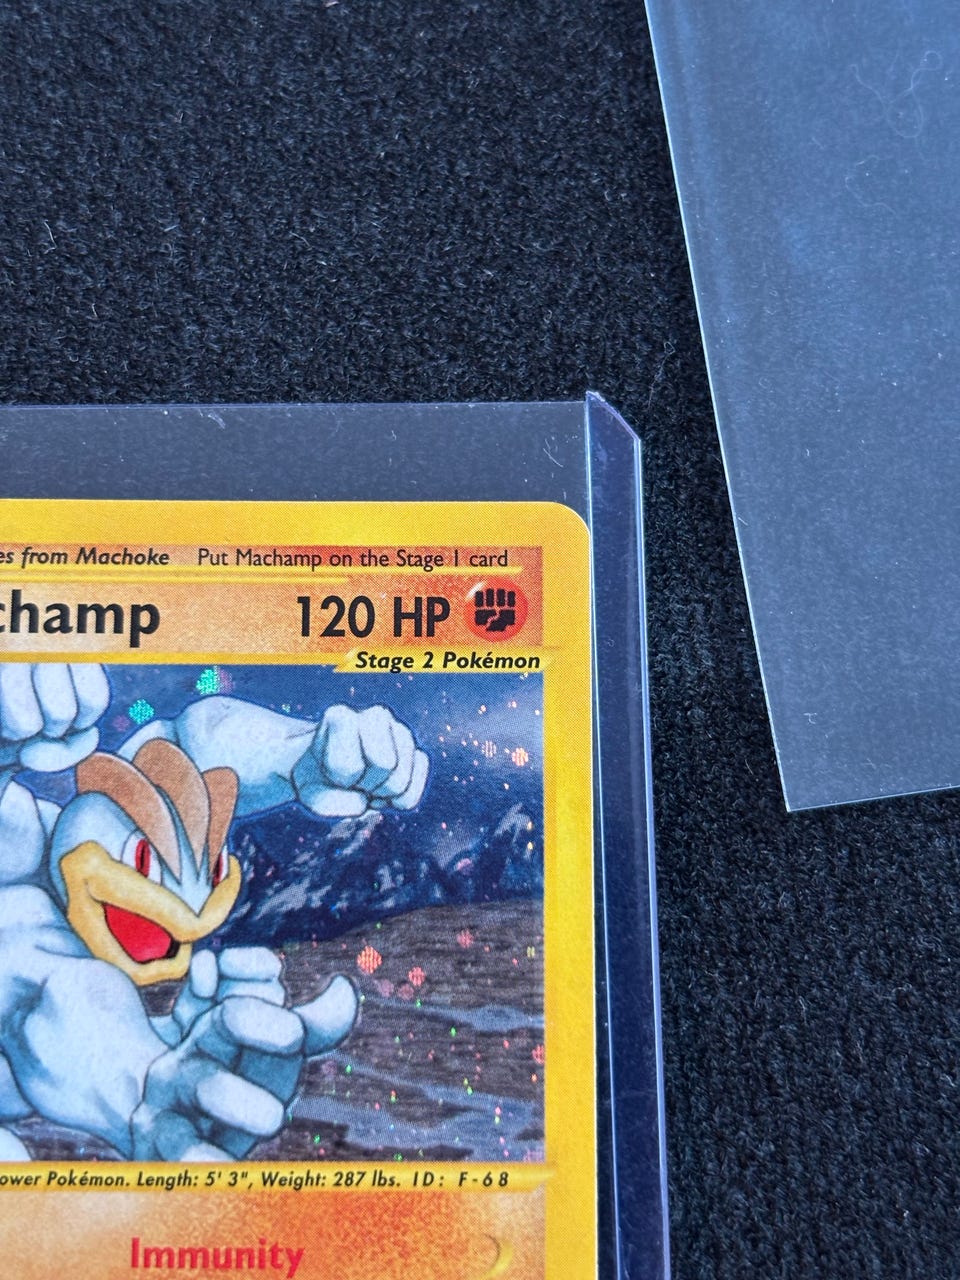 es from Machoke Put Machamp on the Stage 1 card
champ 120 HP
Stage 2 Pokémon
ower Pokémon. Length: 5' 3", Weight: 287 lbs. ID: F-68
Immunity